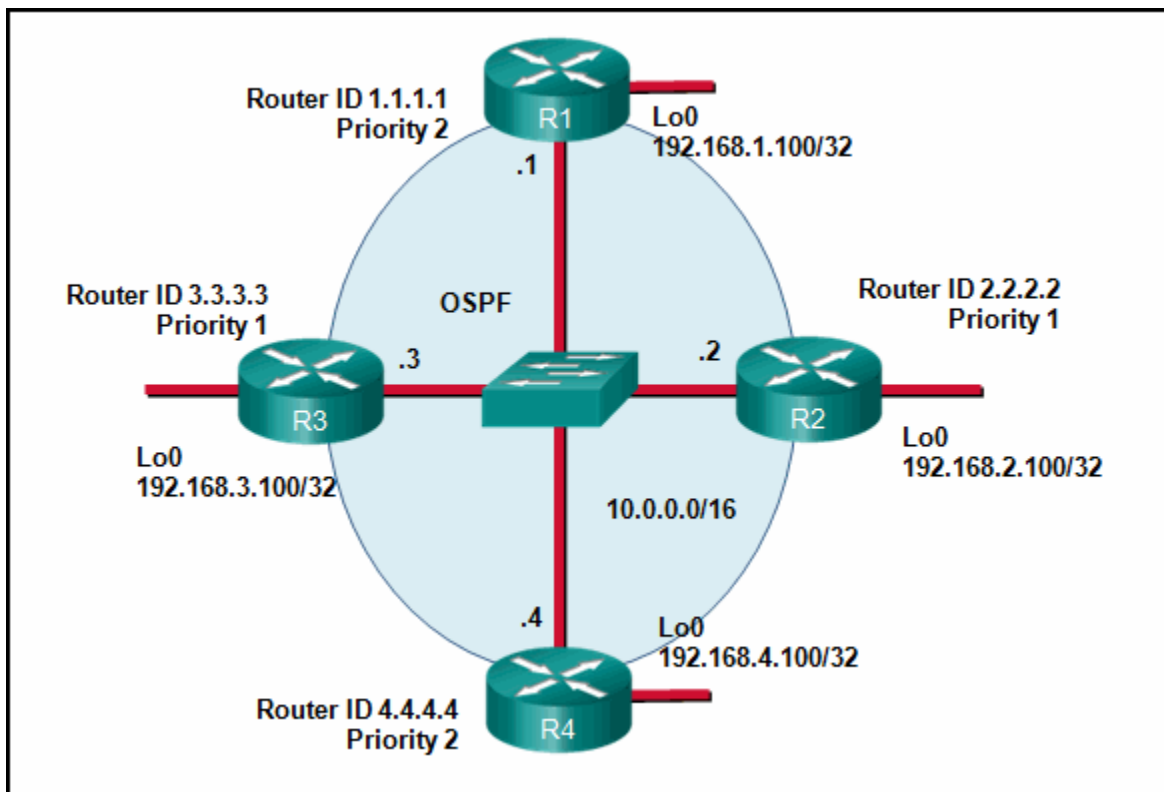 R1
Router ID 1.1.1.1
Priority 2
Lo0
192.168.1.100/32
.1
Router ID 3.3.3.3
Priority 1
OSPF
Router ID 2.2.2.2
Priority 1
.3
.2
R3
R2
Lo0
192.168.3.100/32
Lo0
192.168.2.100/32
10.0.0.0/16
.4
Lo0
192.168.4.100/32
Router ID 4.4.4.4
Priority 2
R4